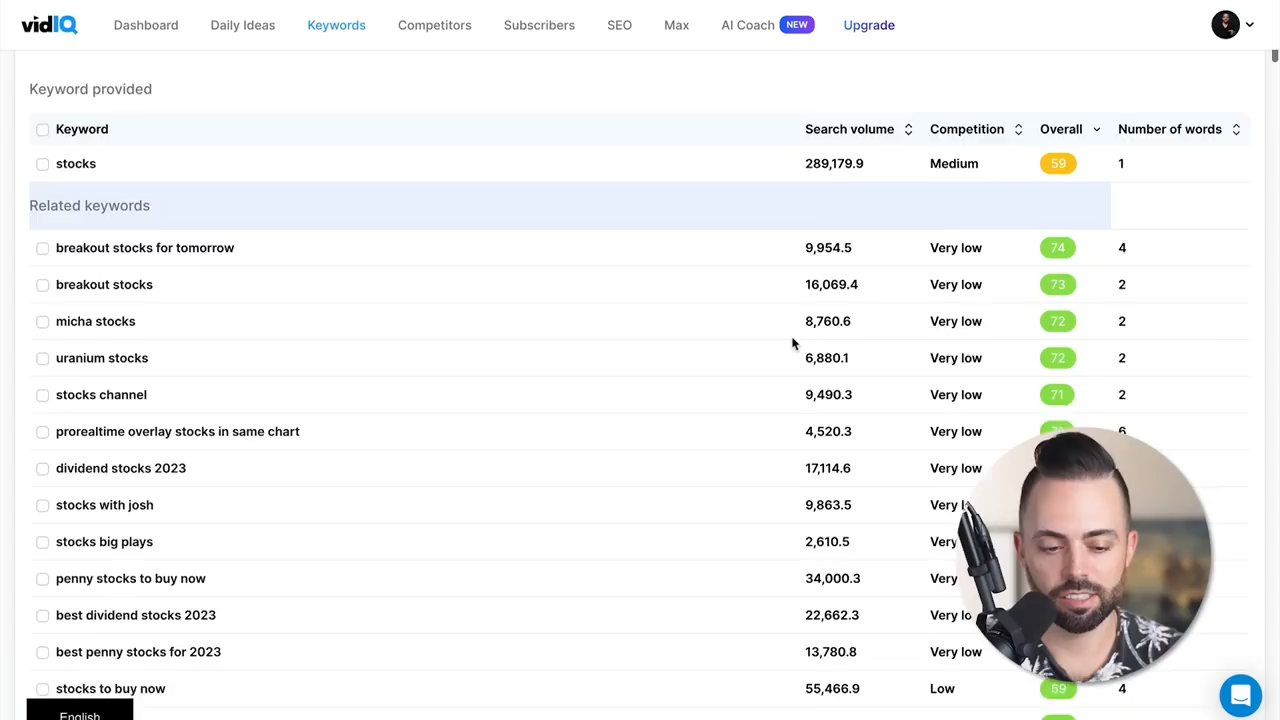 vidIQ Dashboard Daily Ideas Keywords Competitors Subscribers SEO Max AI Coach NEW Upgrade
Keyword provided
Keyword Search volume Competition Overall Number of words
stocks 289,179.9 Medium 59 1
Related keywords
breakout stocks for tomorrow 9,954.5 Very low 74 4
breakout stocks 16,069.4 Very low 73 2
micha stocks 8,760.6 Very low 72 2
uranium stocks 6,880.1 Very low 72 2
stocks channel 9,490.3 Very low 71 2
prorealtime overlay stocks in same chart 4,520.3 Very low
dividend stocks 2023 17,114.6 Very low
stocks with josh 9,863.5 Very
stocks big plays 2,610.5 Very
penny stocks to buy now 34,000.3 Very
best dividend stocks 2023 22,662.3 Very lo
best penny stocks for 2023 13,780.8 Very low
stocks to buy now 55,466.9 Low 69 4
English